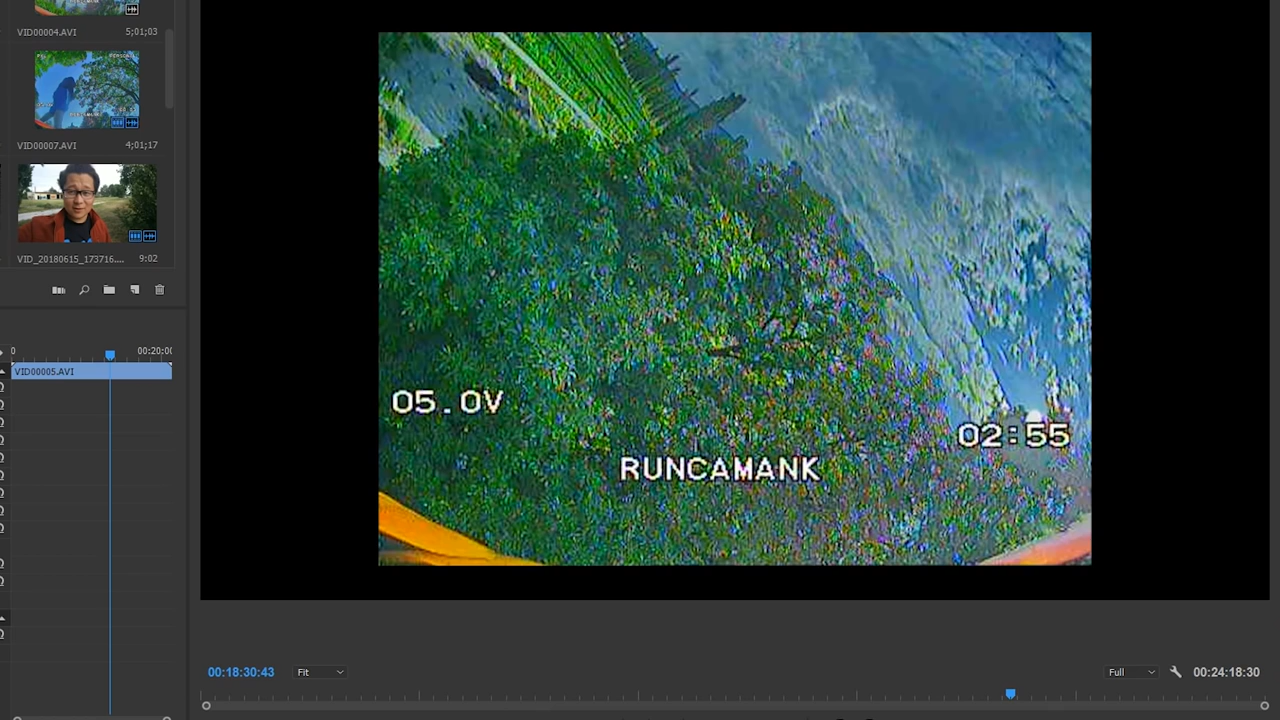 VID00004.AVI 5;01;03
VID00007.AVI 4;01;17
VID_20180615_173716.... 9:02
0 00:20:00
VID00005.AVI
05.0V
02:55
RUNCAMANK
00:18:30:43 Fit Full 00:24:18:30